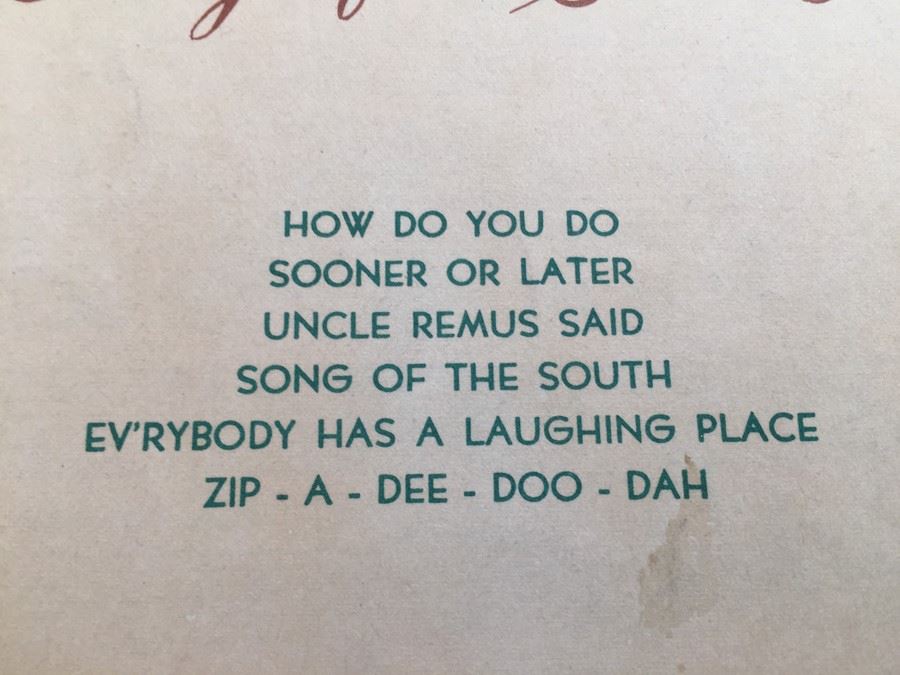 HOW DO YOU DO
SOONER OR LATER
UNCLE REMUS SAID
SONG OF THE SOUTH
EV'RYBODY HAS A LAUGHING PLACE
ZIP - A - DEE - DOO - DAH